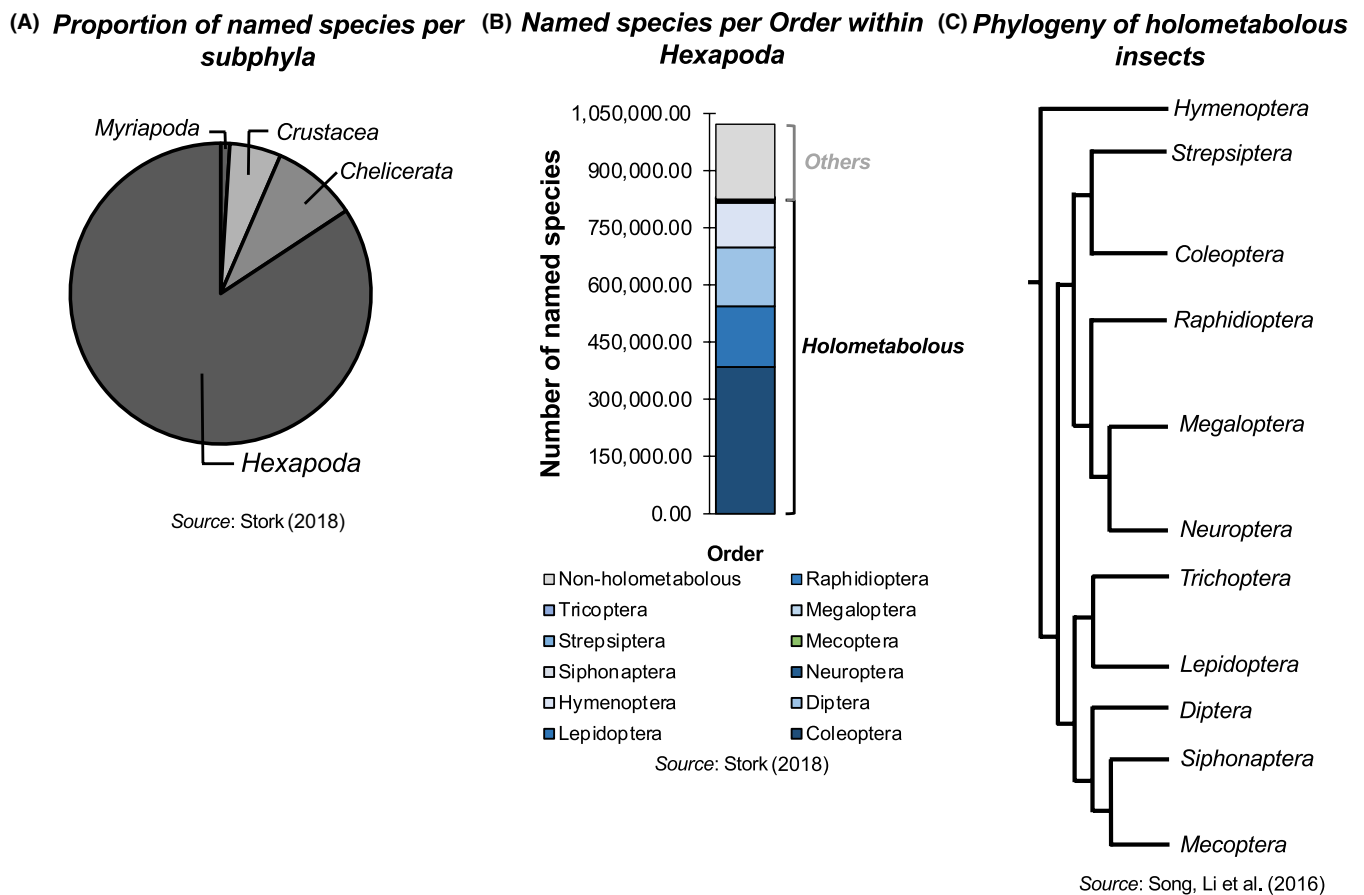 (A) Proportion of named species per
subphyla
Myriapoda
Crustacea
Chelicerata
Hexapoda
Source: Stork (2018)
(B) Named species per Order within
Hexapoda
Number of named species
1,050,000.00
900,000.00
750,000.00
600,000.00
450,000.00
300,000.00
150,000.00
0.00
Others
Holometabolous
Order
Non-holometabolous
Raphidioptera
Tricoptera
Megaloptera
Strepsiptera
Mecoptera
Siphonaptera
Neuroptera
Hymenoptera
Diptera
Lepidoptera
Coleoptera
Source: Stork (2018)
(C) Phylogeny of holometabolous
insects
Hymenoptera
Strepsiptera
Coleoptera
Raphidioptera
Megaloptera
Neuroptera
Trichoptera
Lepidoptera
Diptera
Siphonaptera
Mecoptera
Source: Song, Li et al. (2016)